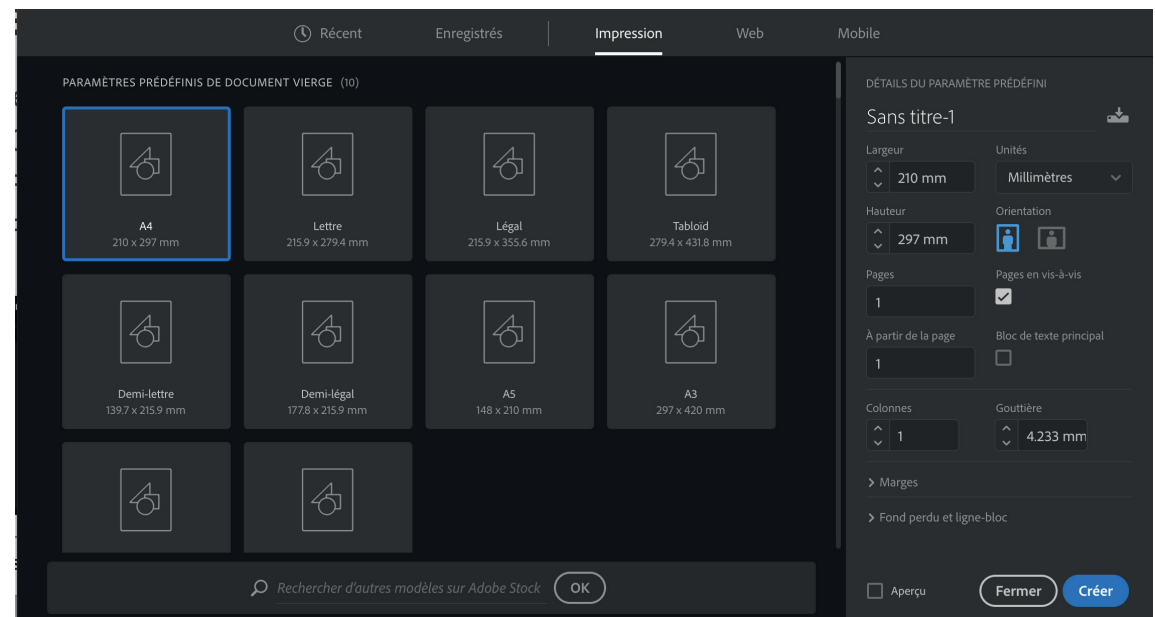 Récent
Enregistrés
Impression
Web
Mobile
PARAMÈTRES PRÉDÉFINIS DE DOCUMENT VIERGE (10)
A4
210 x 297 mm
Lettre
215.9 x 279.4 mm
Légal
215.9 x 355.6 mm
Tabloïd
279.4 x 431.8 mm
Demi-lettre
139.7 x 215.9 mm
Demi-légal
177.8 x 215.9 mm
A5
148 x 210 mm
A3
297 x 420 mm
Rechercher d'autres modèles sur Adobe Stock
OK
DÉTAILS DU PARAMÈTRE PRÉDÉFINI
Sans titre-1
Largeur
Unités
210 mm
Millimètres
Hauteur
Orientation
297 mm
Pages
Pages en vis-à-vis
1
À partir de la page
Bloc de texte principal
1
Colonnes
Gouttière
1
4.233 mm
Marges
Fond perdu et ligne-bloc
Aperçu
Fermer
Créer